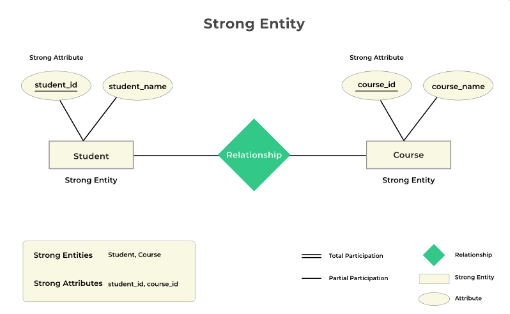 Strong Entity
Strong Attribute
student_id
student_name
Student
Strong Entity
Relationship
Strong Attribute
course_id
course_name
Course
Strong Entity
Strong Entities Student, Course
Strong Attributes student_id, course_id
Total Participation
Partial Participation
Relationship
Strong Entity
Attribute